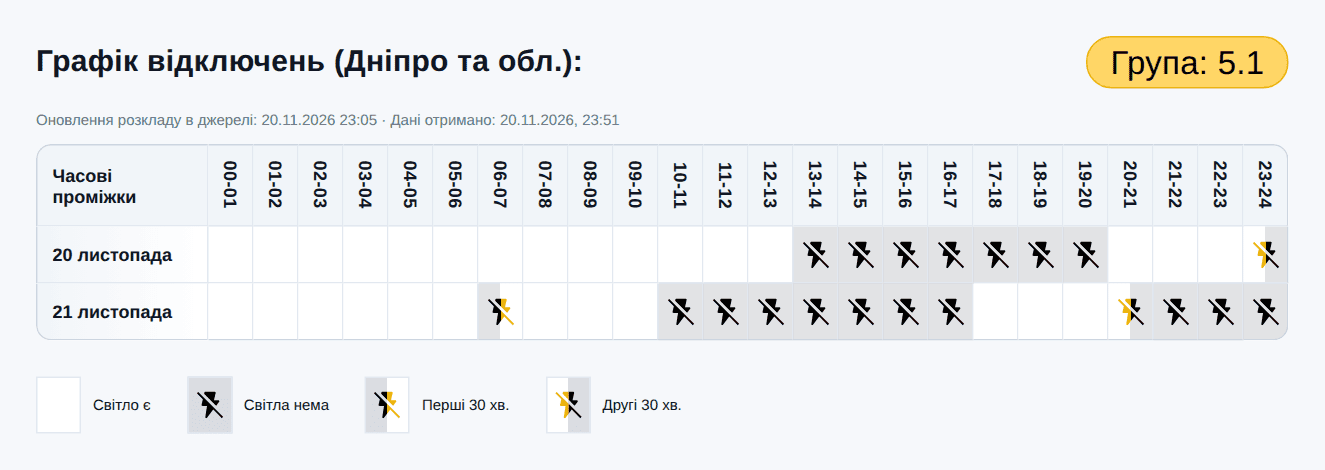 Графік відключень (Дніпро та обл.):
Група: 5.1
Оновлення розкладу в джерелі: 20.11.2026 23:05 · Дані отримано: 20.11.2026, 23:51
Часові
проміжки
00-01 01-02 02-03 03-04 04-05 05-06 06-07 07-08 08-09 09-10 10-11 11-12 12-13 13-14 14-15 15-16 16-17 17-18 18-19 19-20 20-21 21-22 22-23 23-24
20 листопада
21 листопада
Світло є
Світла нема
Перші 30 хв.
Другі 30 хв.